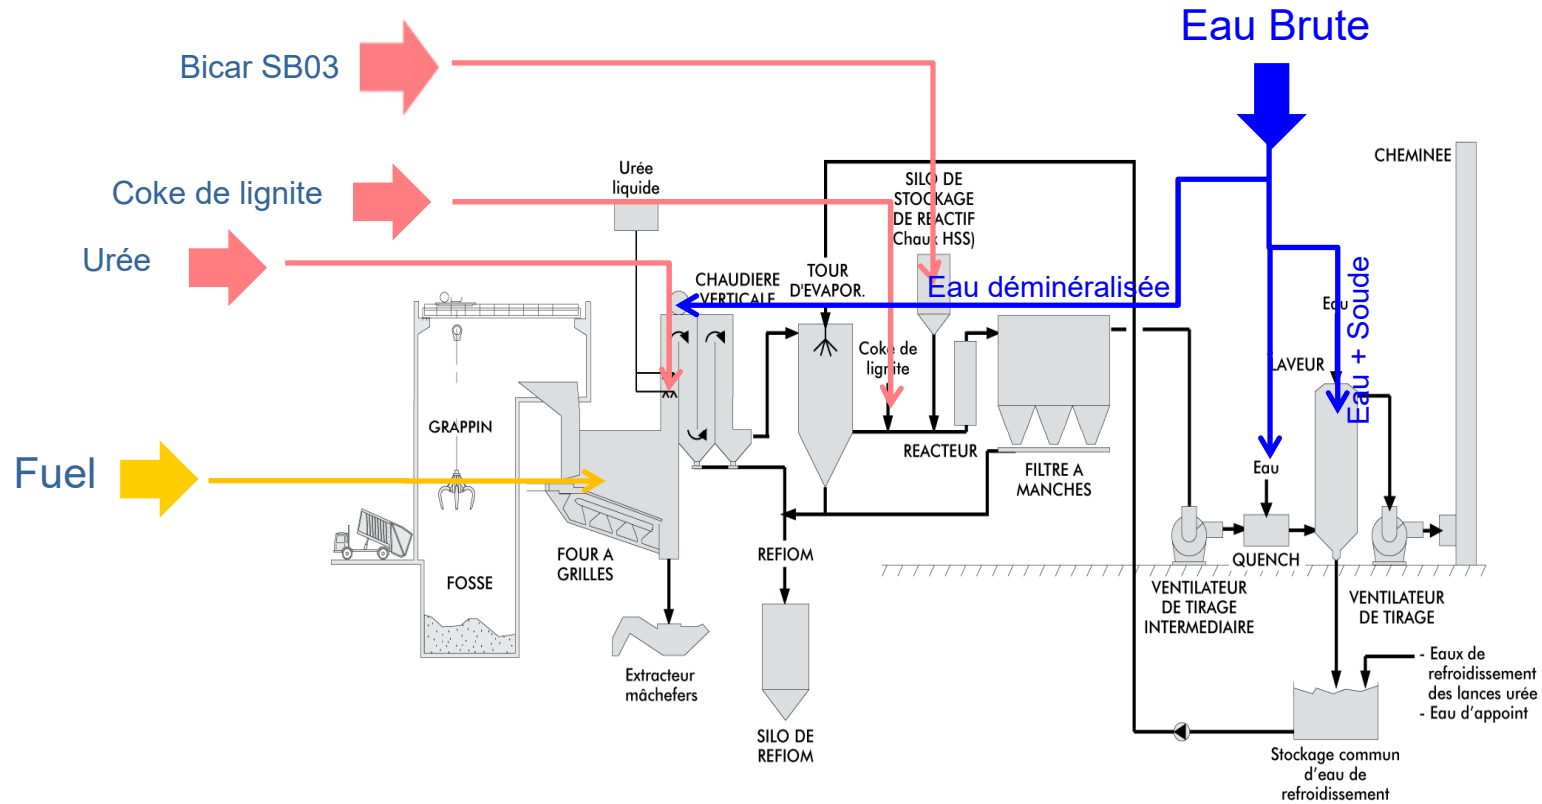 Eau Brute
Bicar SB03
CHEMINEE
Urée
liquide
SILO DE
STOCKAGE
DE REACTIF
(Chaux HSS)
Coke de lignite
Urée
CHAUDIERE
VERTICALE
TOUR
D'EVAPOR.
Eau déminéralisée
Eau
Eau + Soude
Coke de
lignite
LAVEUR
GRAPPIN
REACTEUR
FILTRE A
MANCHES
Eau
Fuel
FOUR A
GRILLES
REFIOM
QUENCH
FOSSE
VENTILATEUR
DE TIRAGE
INTERMEDIAIRE
VENTILATEUR
DE TIRAGE
Extracteur
mâchefers
- Eaux de
refroidissement
des lances urée
- Eau d'appoint
SILO DE
REFIOM
Stockage commun
d'eau de
refroidissement